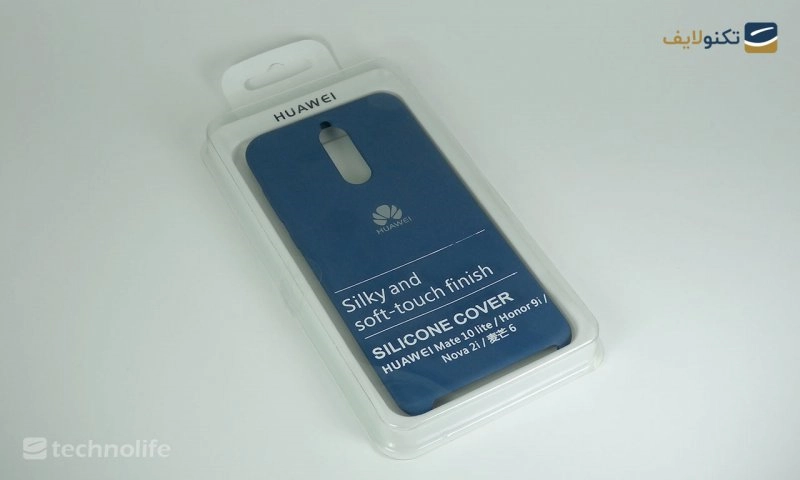 تکنولایف
HUAWEI
HUAWEI
Silky and
soft-touch finish
SILICONE COVER
HUAWEI Mate 10 lite / Honor 9i /
Nova 2i / 麦芒 6
technolife